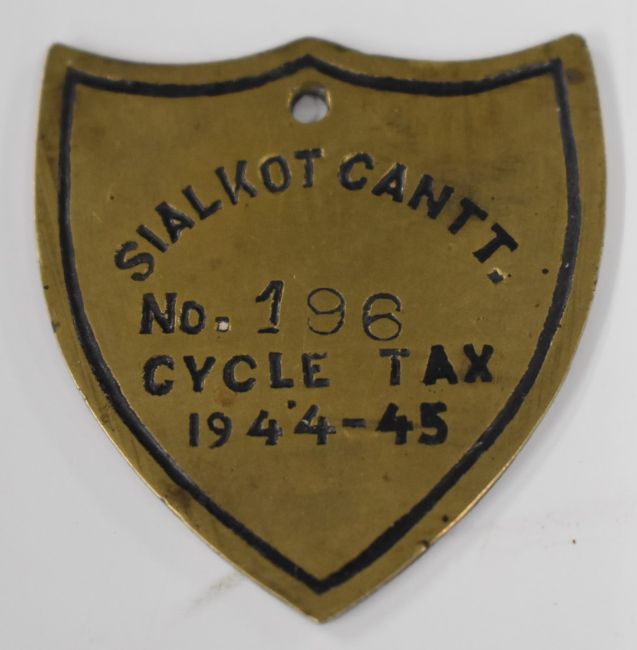 SIALKOT CANTT.
No. 196
CYCLE TAX
1944-45